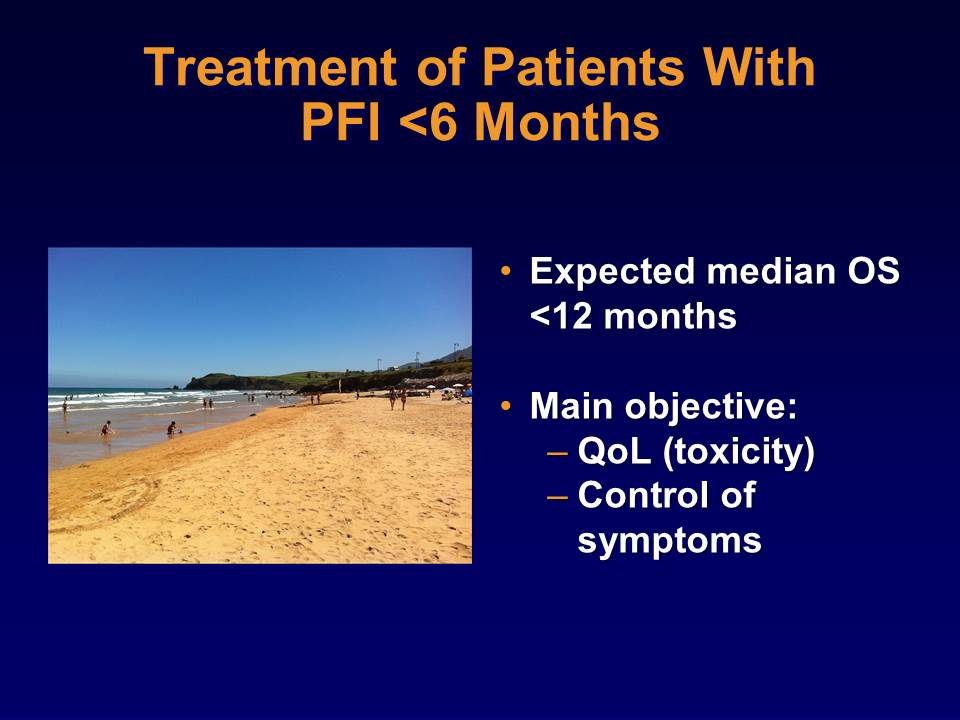 Treatment of Patients With
PFI <6 Months
• Expected median OS
<12 months
• Main objective:
– QoL (toxicity)
– Control of
symptoms